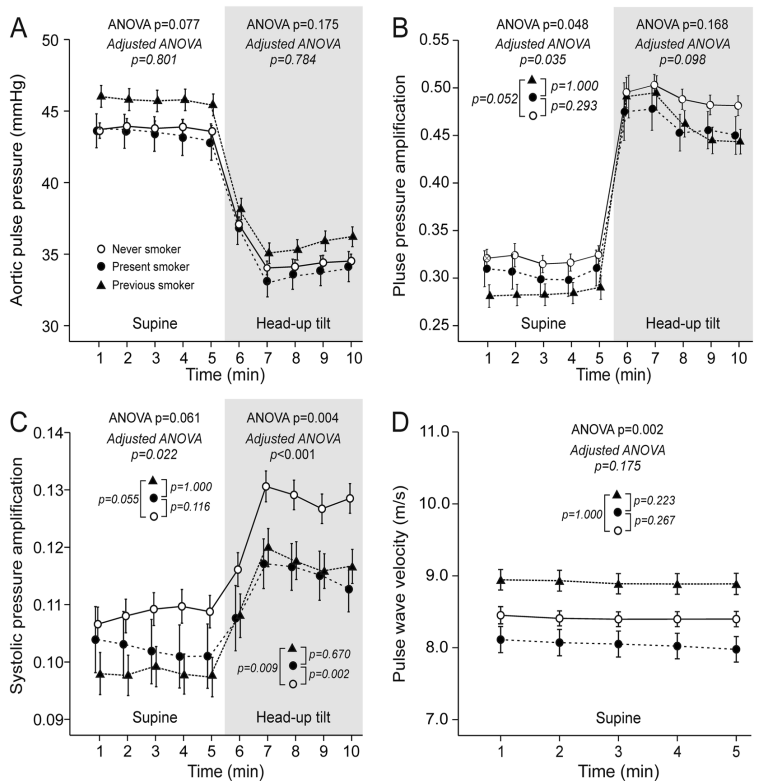 A
ANOVA p=0.077
ANOVA p=0.175
Adjusted ANOVA
p=0.801
Adjusted ANOVA
p=0.784
Aortic pulse pressure (mmHg)
50
45
40
35
30
Never smoker
Present smoker
Previous smoker
Supine
Head-up tilt
1 2 3 4 5 6 7 8 9 10
Time (min)
B
ANOVA p=0.048
ANOVA p=0.168
Adjusted ANOVA
p=0.035
Adjusted ANOVA
p=0.098
p=0.052
p=1.000
p=0.293
Pluse pressure amplification
0.55
0.50
0.45
0.35
0.30
0.25
Supine
Head-up tilt
1 2 3 4 5 6 7 8 9 10
Time (min)
C
ANOVA p=0.061
ANOVA p=0.004
Adjusted ANOVA
p=0.022
Adjusted ANOVA
p<0.001
p=0.055
p=1.000
p=0.116
p=0.009
p=0.670
p=0.002
Systolic pressure amplification
0.14
0.13
0.12
0.11
0.10
0.09
Supine
Head-up tilt
1 2 3 4 5 6 7 8 9 10
Time (min)
D
ANOVA p=0.002
Adjusted ANOVA
p=0.175
p=1.000
p=0.223
p=0.267
Pulse wave velocity (m/s)
11.0
10.0
9.0
8.0
7.0
Supine
1 2 3 4 5
Time (min)